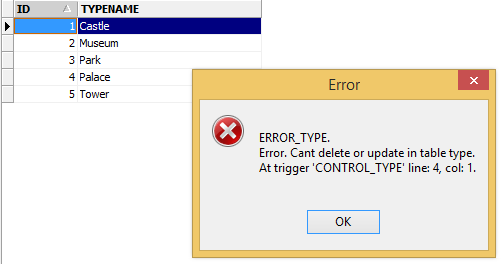 ID TYPENAME
1 Castle
2 Museum
3 Park
4 Palace
5 Tower
Error
ERROR_TYPE.
Error. Cant delete or update in table type.
At trigger 'CONTROL_TYPE' line: 4, col: 1.
OK